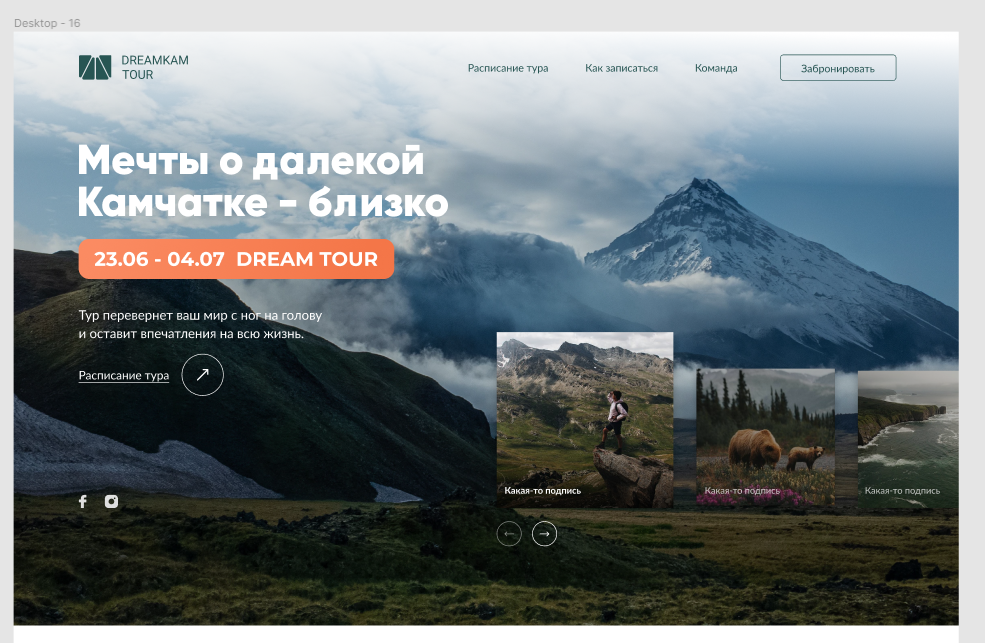 Desktop - 16
DREAMKAM
TOUR
Расписание тура
Как записаться
Команда
Забронировать
Мечты о далекой
Камчатке - близко
23.06 - 04.07 DREAM TOUR
Тур перевернет ваш мир с ног на голову
и оставит впечатления на всю жизнь.
Расписание тура
Какая-то подпись
Какая-то подпись
Какая-то подпись